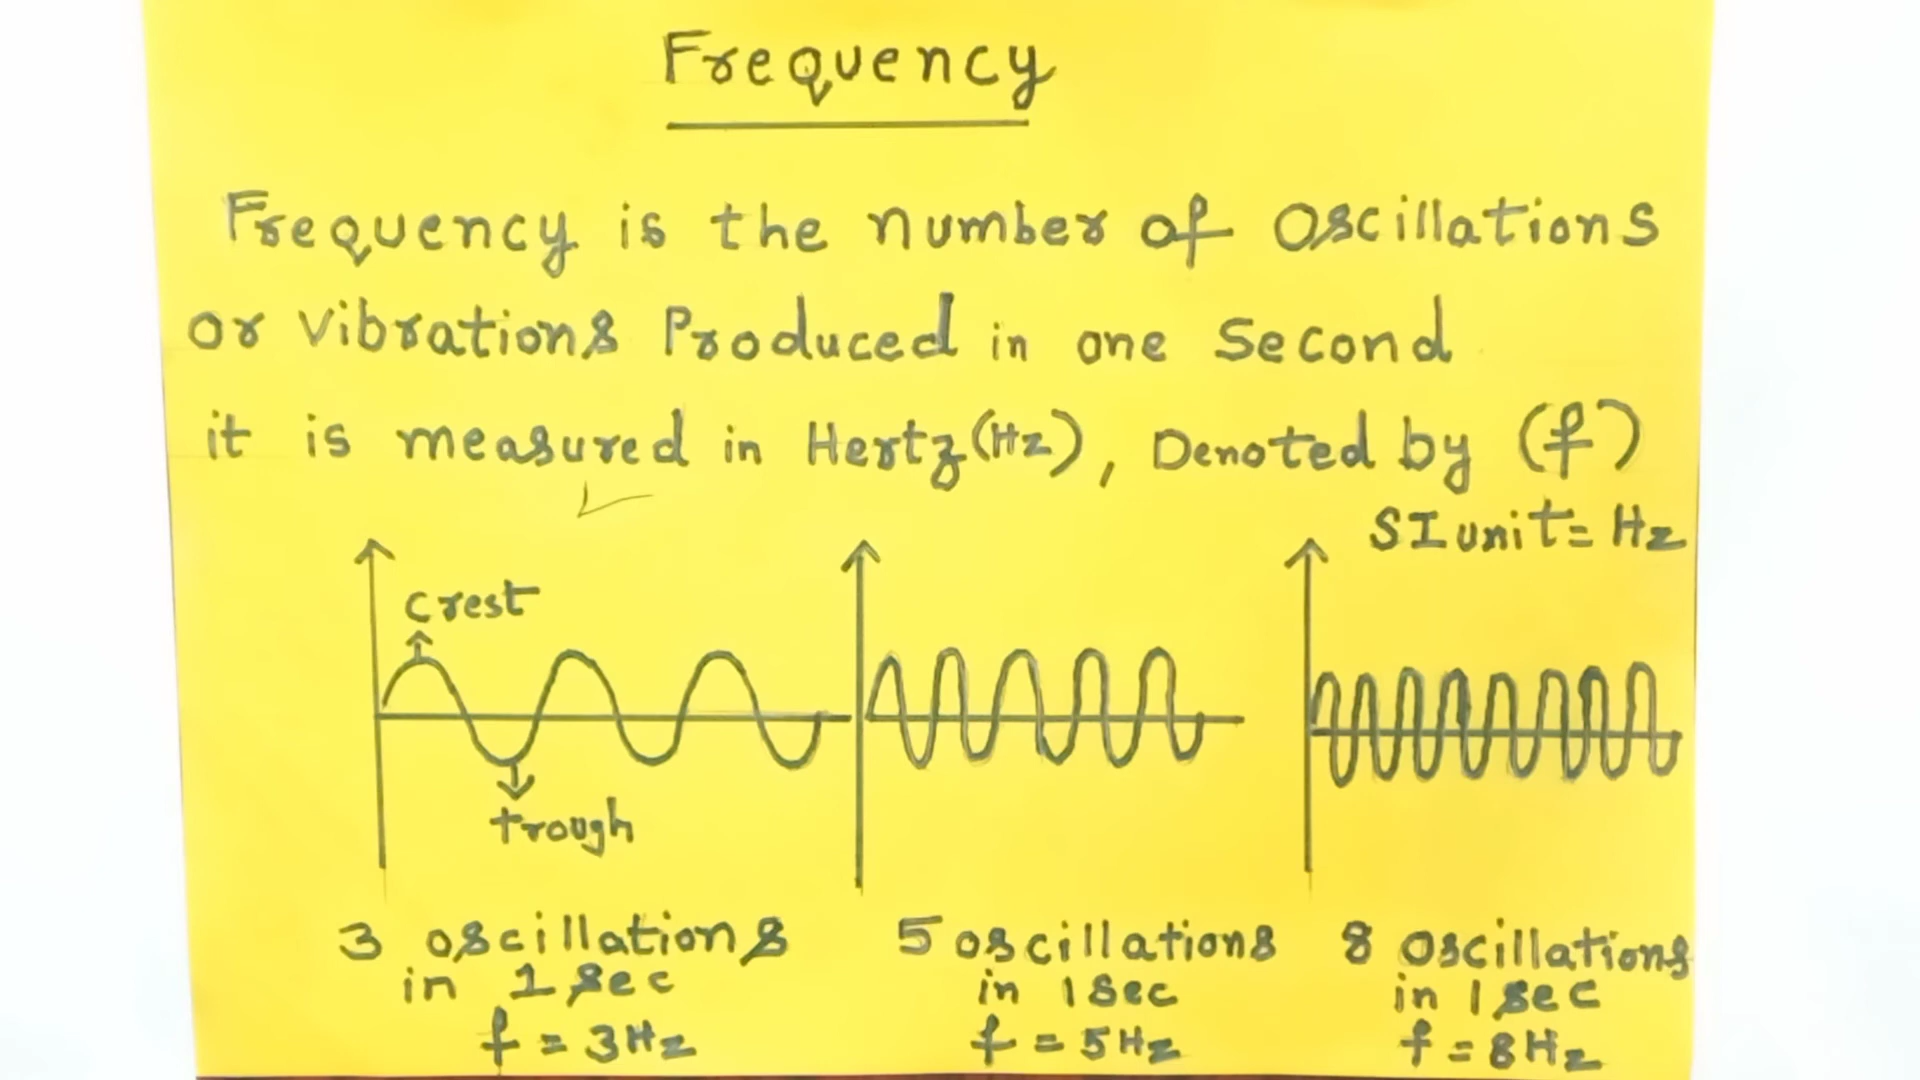 Frequency
Frequency is the number of oscillations
or vibrations Produced in one Second
it is measured in Hertz(Hz), Denoted by (f)
SI unit = Hz
Crest
trough
3 oscillations
in 1 sec
f = 3Hz
5 oscillations
in 1 sec
f = 5Hz
8 oscillations
in 1 sec
f = 8Hz